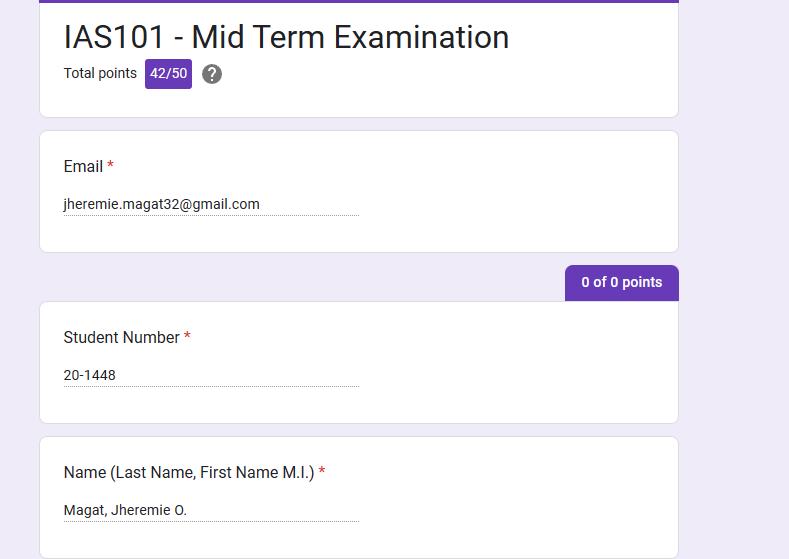 IAS101 - Mid Term Examination
Total points 42/50 ?
Email *
jheremie.magat32@gmail.com
0 of 0 points
Student Number *
20-1448
Name (Last Name, First Name M.I.) *
Magat, Jheremie O.